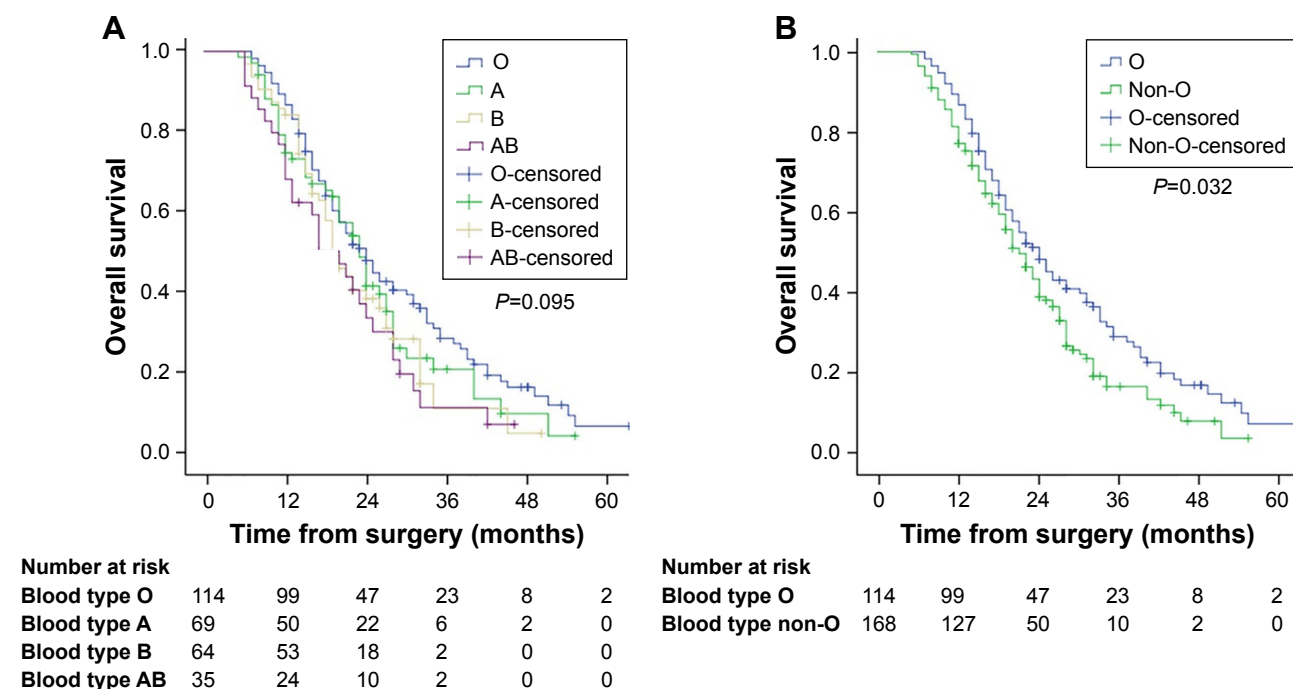 A
Overall survival
1.0
0.8
0.6
0.4
0.2
0.0
O
A
B
AB
O-censored
A-censored
B-censored
AB-censored
P=0.095
0 12 24 36 48 60
Time from surgery (months)
Number at risk
Blood type O 114 99 47 23 8 2
Blood type A 69 50 22 6 2 0
Blood type B 64 53 18 2 0 0
Blood type AB 35 24 10 2 0 0
B
Overall survival
1.0
0.8
0.6
0.4
0.2
0.0
O
Non-O
O-censored
Non-O-censored
P=0.032
0 12 24 36 48 60
Time from surgery (months)
Number at risk
Blood type O 114 99 47 23 8 2
Blood type non-O 168 127 50 10 2 0